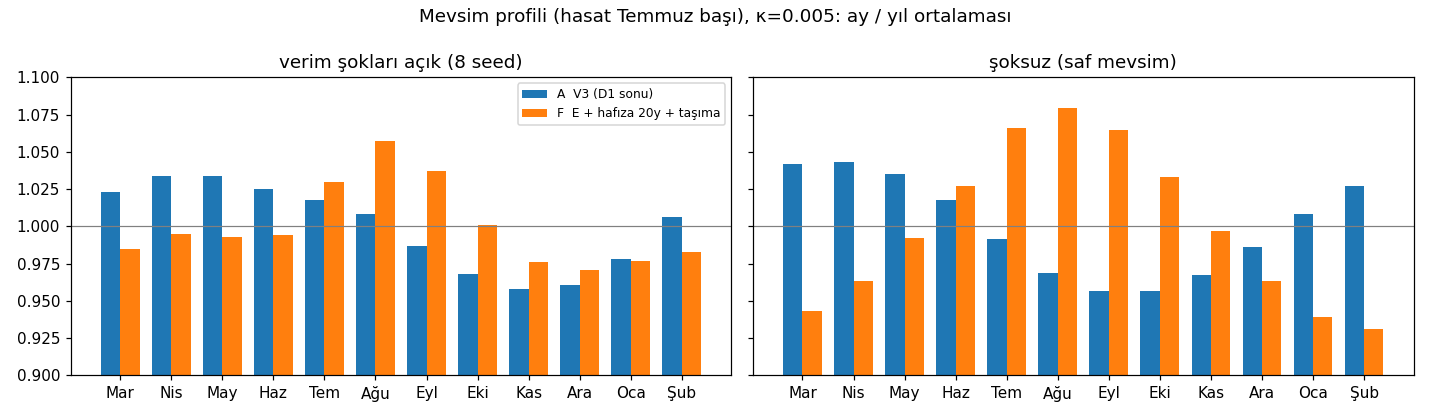 Mevsim profili (hasat Temmuz başı), κ=0.005: ay / yıl ortalaması
verim şokları açık (8 seed)
şoksuz (saf mevsim)
A  V3 (D1 sonu)
F  E + hafıza 20y + taşıma
1.100
1.075
1.050
1.025
1.000
0.975
0.950
0.925
0.900
Mar Nis May Haz Tem Ağu Eyl Eki Kas Ara Oca Şub
Mar Nis May Haz Tem Ağu Eyl Eki Kas Ara Oca Şub